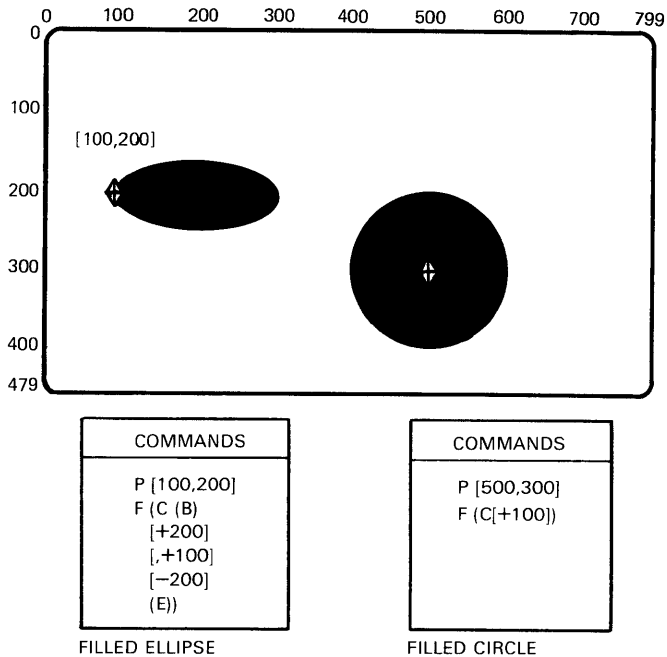 0 100 200 300 400 500 600 700 799
0
100
[100,200]
200
300
400
479
COMMANDS
P [100,200]
F (C (B)
[+200]
[,+100]
[−200]
(E))
FILLED ELLIPSE
COMMANDS
P [500,300]
F (C[+100])
FILLED CIRCLE